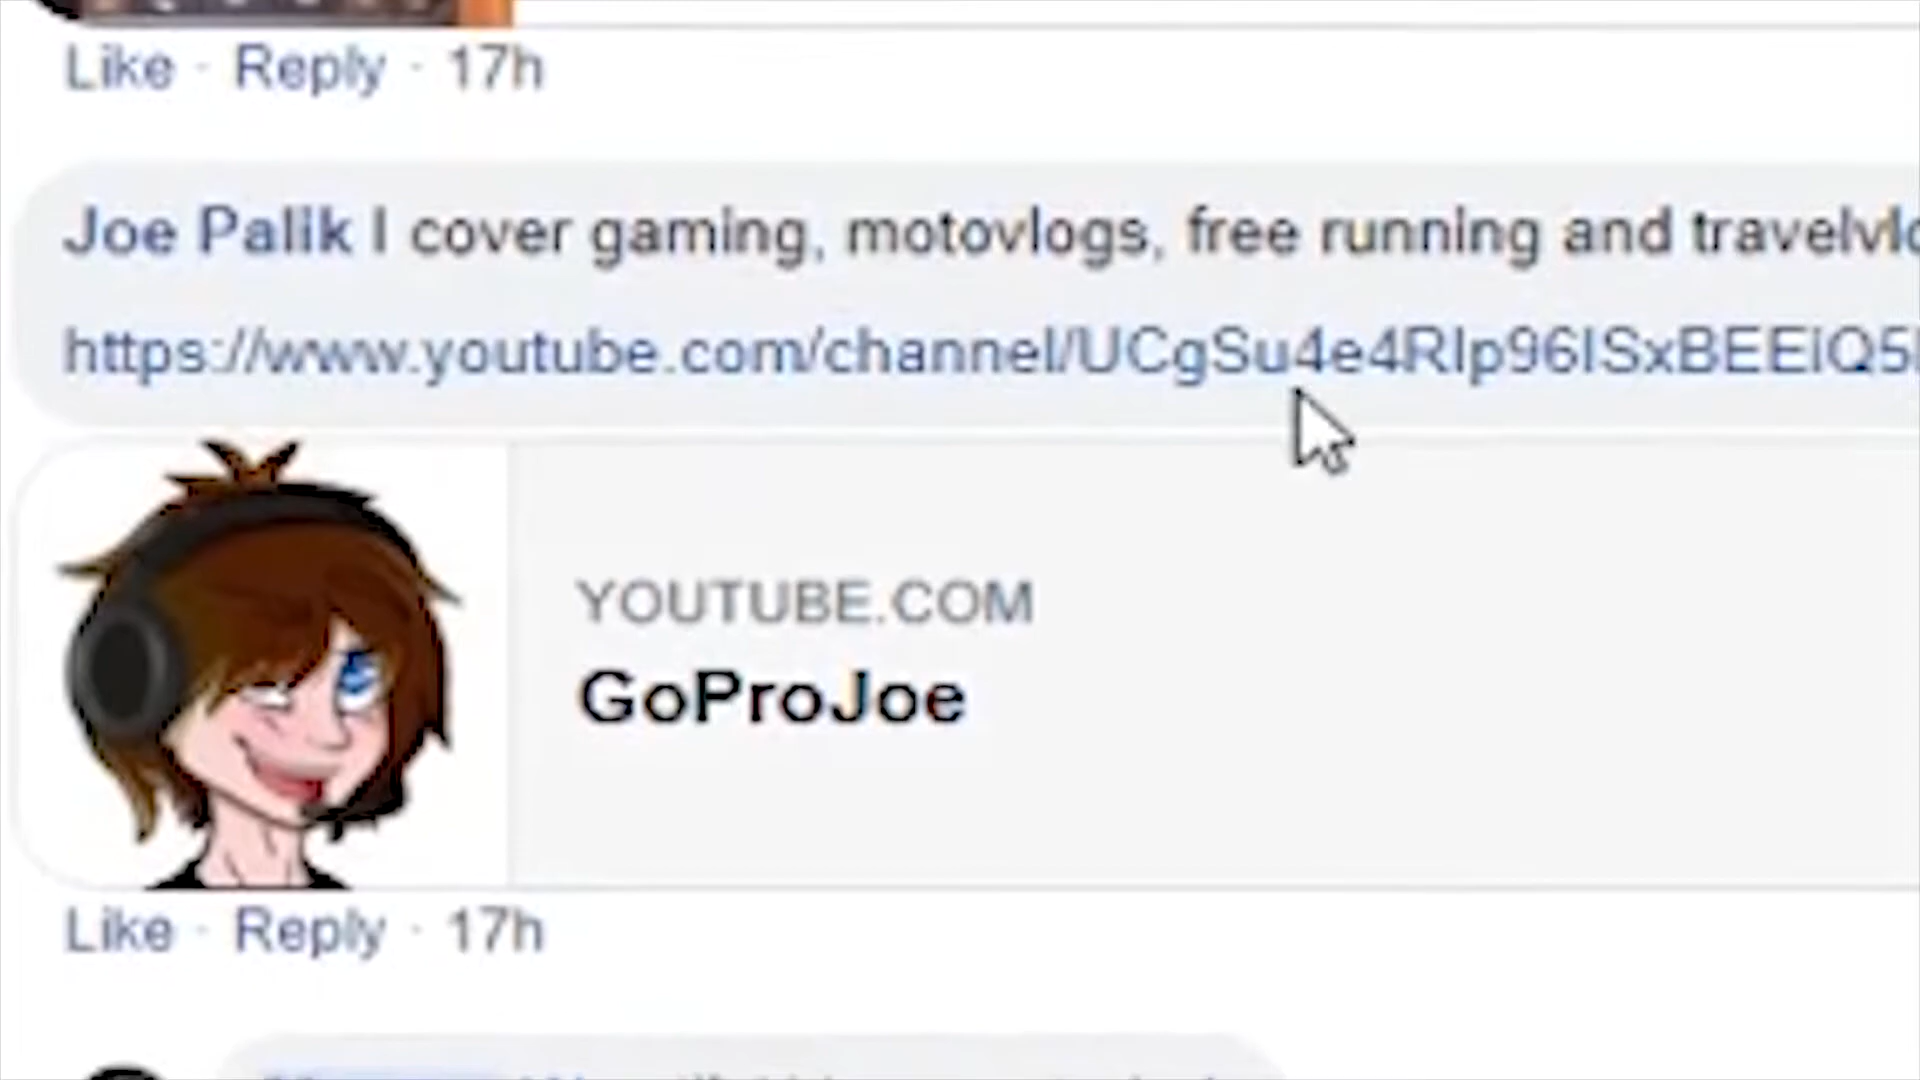 Like · Reply · 17h
Joe Palik I cover gaming, motovlogs, free running and travelvlo
https://www.youtube.com/channel/UCgSu4e4RIp96ISxBEEiQ5
YOUTUBE.COM
GoProJoe
Like · Reply · 17h